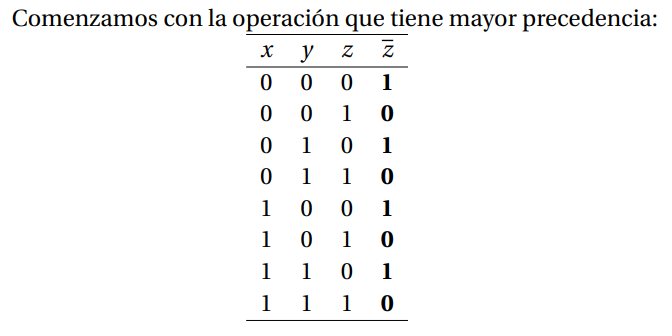 Comenzamos con la operación que tiene mayor precedencia:
x y z z̅
0 0 0 1
0 0 1 0
0 1 0 1
0 1 1 0
1 0 0 1
1 0 1 0
1 1 0 1
1 1 1 0